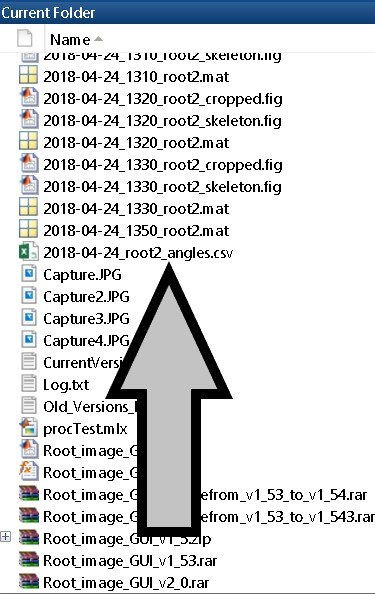 Current Folder
Name
2018-04-24_1310_root2_skeleton.fig
2018-04-24_1310_root2.mat
2018-04-24_1320_root2_cropped.fig
2018-04-24_1320_root2_skeleton.fig
2018-04-24_1320_root2.mat
2018-04-24_1330_root2_cropped.fig
2018-04-24_1330_root2_skeleton.fig
2018-04-24_1330_root2.mat
2018-04-24_1350_root2.mat
2018-04-24_root2_angles.csv
Capture.JPG
Capture2.JPG
Capture3.JPG
Capture4.JPG
CurrentVersi
Log.txt
Old_Versions_
procTest.mlx
Root_image_G
Root_image_G
Root_image_G efrom_v1_53_to_v1_54.rar
Root_image_G efrom_v1_53_to_v1_543.rar
Root_image_GUI_v1_5.zip
Root_image_GUI_v1_53.rar
Root_image_GUI_v2_0.rar